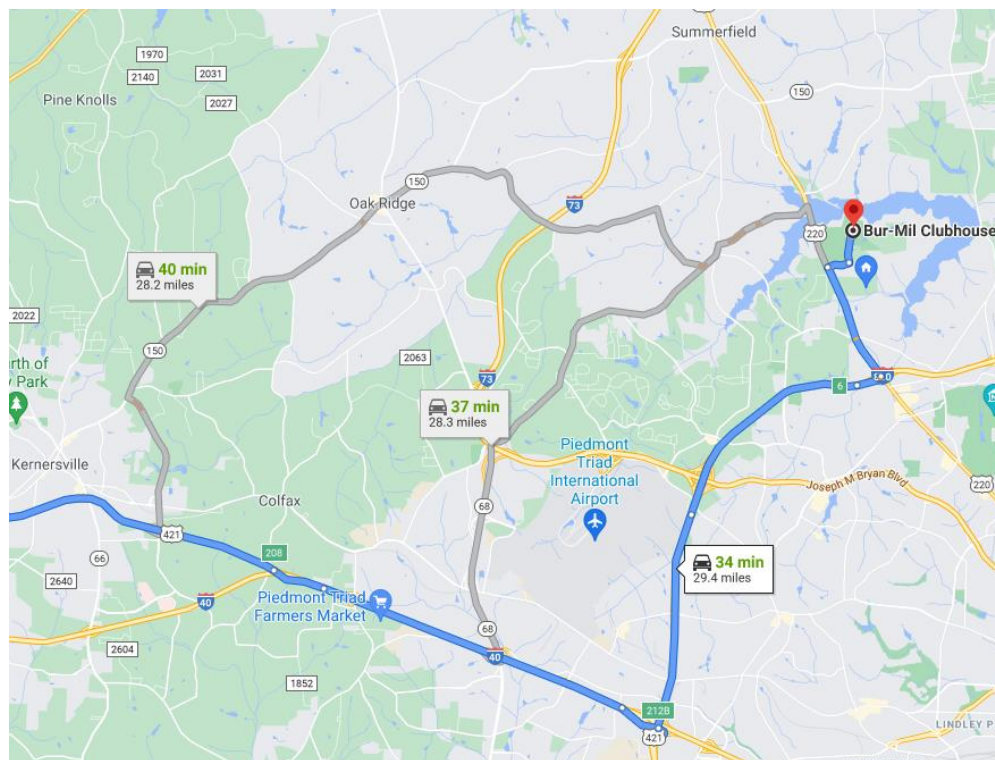 Summerfield
1970
2031
2140
2027
Pine Knolls
150
150
Oak Ridge
73
220
Bur-Mil Clubhouse
40 min
28.2 miles
2022
150
2063
73
6
37 min
28.3 miles
Kernersville
Piedmont
Triad
International
Airport
Joseph M Bryan Blvd
220
Colfax
68
421
66
208
34 min
29.4 miles
2640
40
Piedmont Triad
Farmers Market
68
2604
40
1852
212B
421
LINDLEY P
y Park